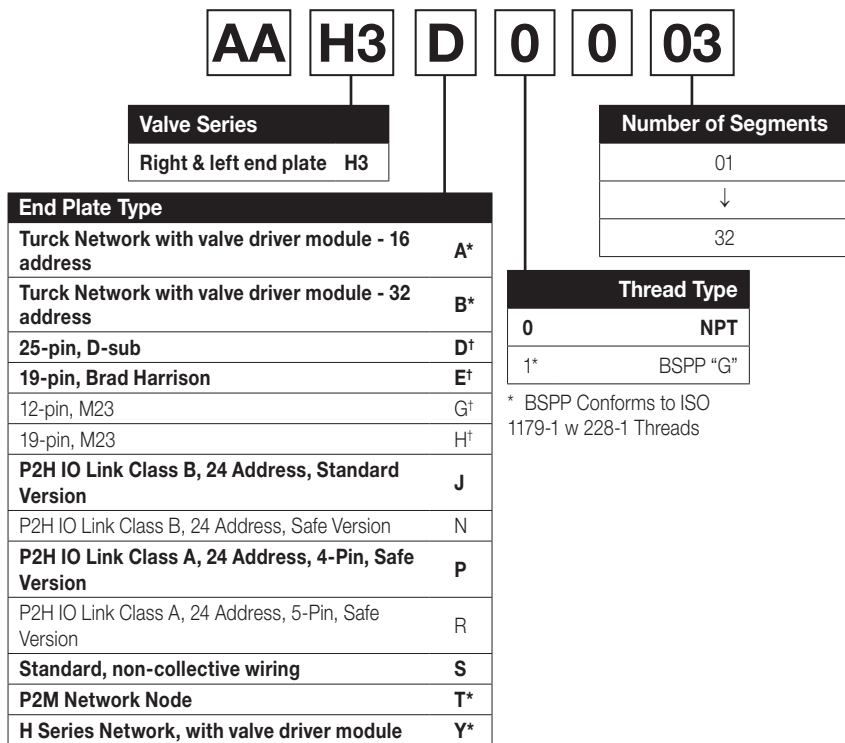 AA H3 D 0 0 03
Valve Series
Right & left end plate H3
Number of Segments
01
↓
32
End Plate Type
Turck Network with valve driver module - 16
address A*
Turck Network with valve driver module - 32
address B*
25-pin, D-sub D†
19-pin, Brad Harrison E†
12-pin, M23 G†
19-pin, M23 H†
P2H IO Link Class B, 24 Address, Standard
Version J
P2H IO Link Class B, 24 Address, Safe Version N
P2H IO Link Class A, 24 Address, 4-Pin, Safe
Version P
P2H IO Link Class A, 24 Address, 5-Pin, Safe
Version R
Standard, non-collective wiring S
P2M Network Node T*
H Series Network, with valve driver module Y*
Thread Type
0 NPT
1* BSPP “G”
* BSPP Conforms to ISO
1179-1 w 228-1 Threads